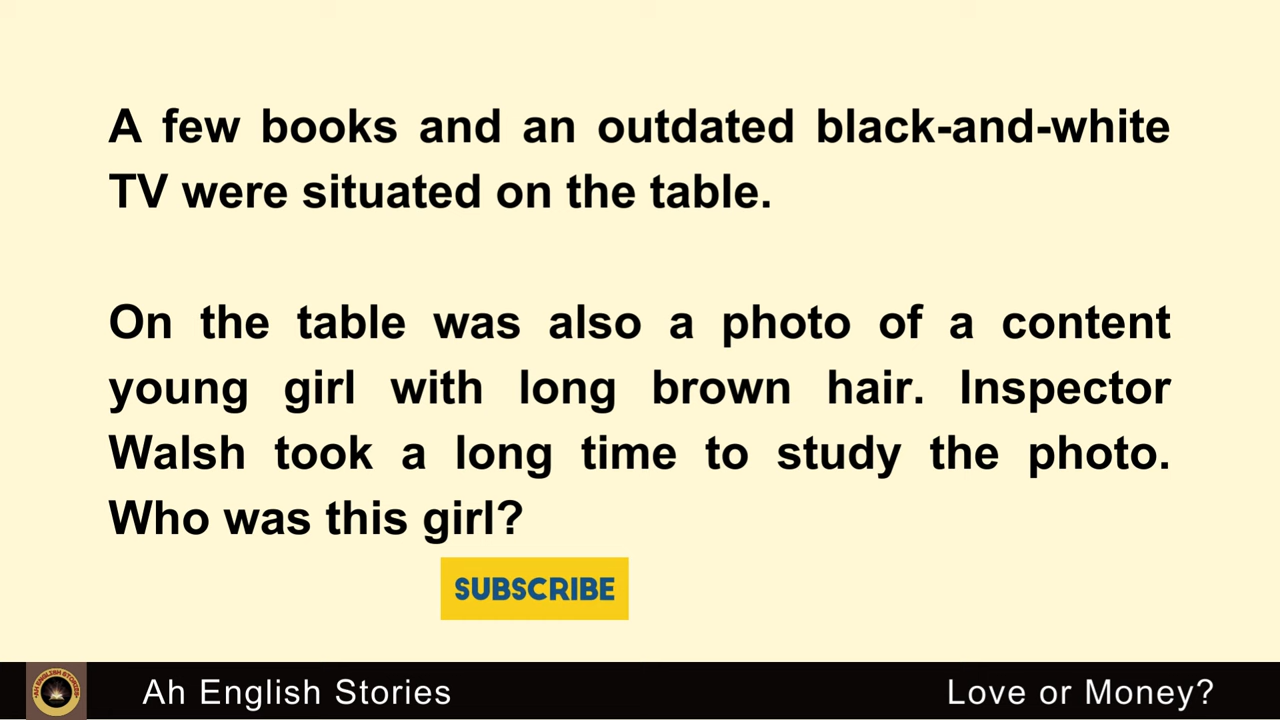 A few books and an outdated black-and-white
TV were situated on the table.
On the table was also a photo of a content
young girl with long brown hair. Inspector
Walsh took a long time to study the photo.
Who was this girl?
SUBSCRIBE
Ah English Stories
Love or Money?